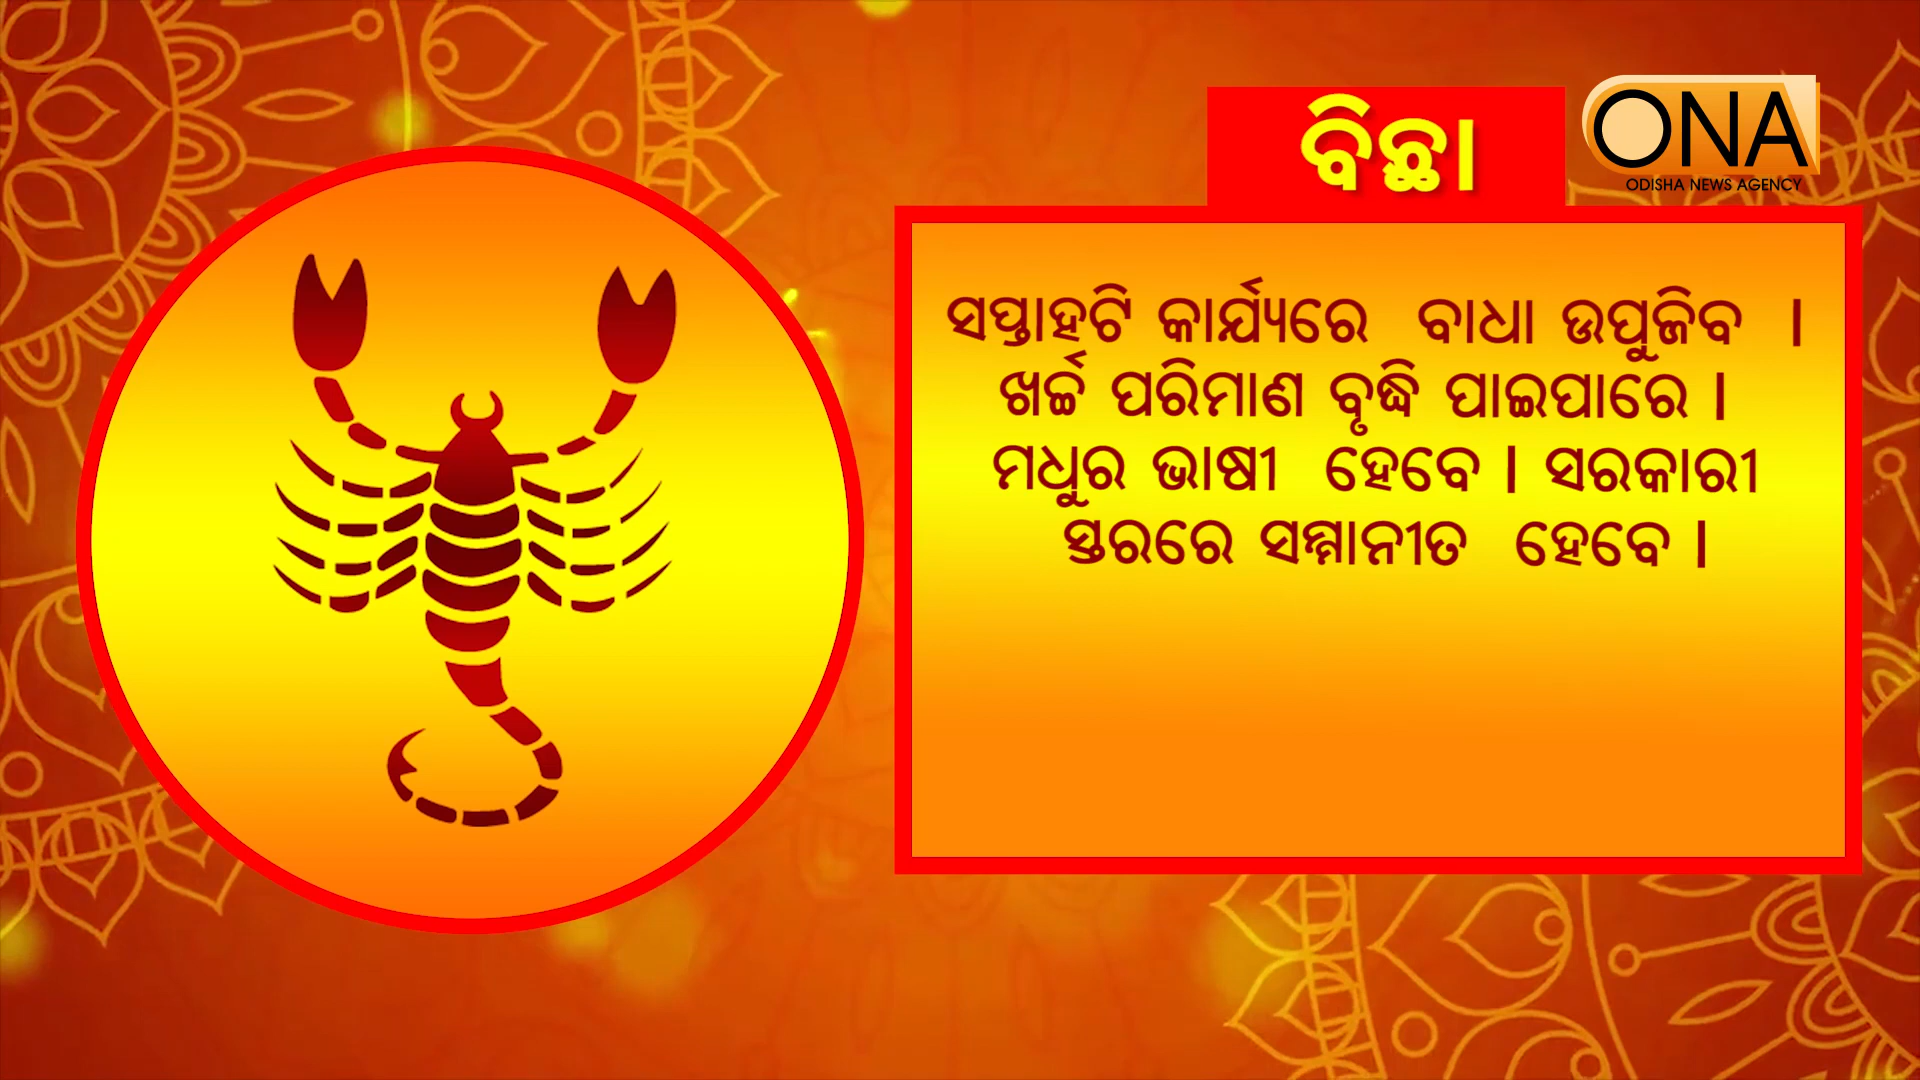 ବିଛା
ONA
ODISHA NEWS AGENCY
ସପ୍ତାହଟି କାର୍ଯ୍ୟରେ ବାଧା ଉପୁଜିବ ।
ଖର୍ଚ୍ଚ ପରିମାଣ ବୃଦ୍ଧି ପାଇପାରେ ।
ମଧୁର ଭାଷୀ ହେବେ । ସରକାରୀ
ସ୍ତରରେ ସମ୍ମାନୀତ ହେବେ ।